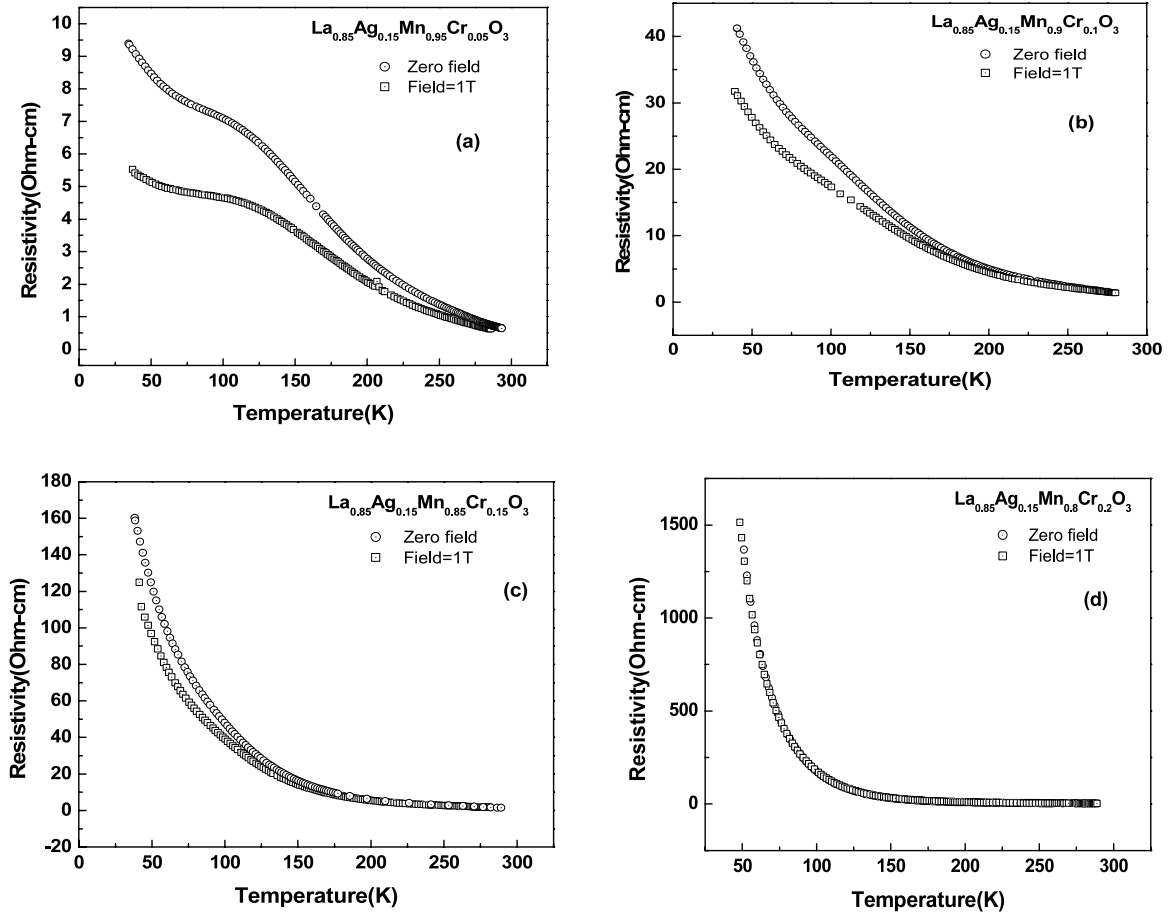 La0.85Ag0.15Mn0.95Cr0.05O3
Zero field
Field=1T
(a)
10
9
8
7
6
5
4
3
2
1
0
Resistivity(Ohm-cm)
0 50 100 150 200 250 300
Temperature(K)
La0.85Ag0.15Mn0.9Cr0.1O3
Zero field
Field=1T
(b)
40
30
20
10
0
Resistivity(Ohm-cm)
0 50 100 150 200 250 300
Temperature(K)
La0.85Ag0.15Mn0.85Cr0.15O3
Zero field
Field=1T
(c)
180
160
140
120
100
80
60
40
20
0
-20
Resistivity(Ohm-cm)
0 50 100 150 200 250 300
Temperature(K)
La0.85Ag0.15Mn0.8Cr0.2O3
Zero field
Field=1T
(d)
1500
1000
500
0
Resistivity(Ohm-cm)
50 100 150 200 250 300
Temperature(K)